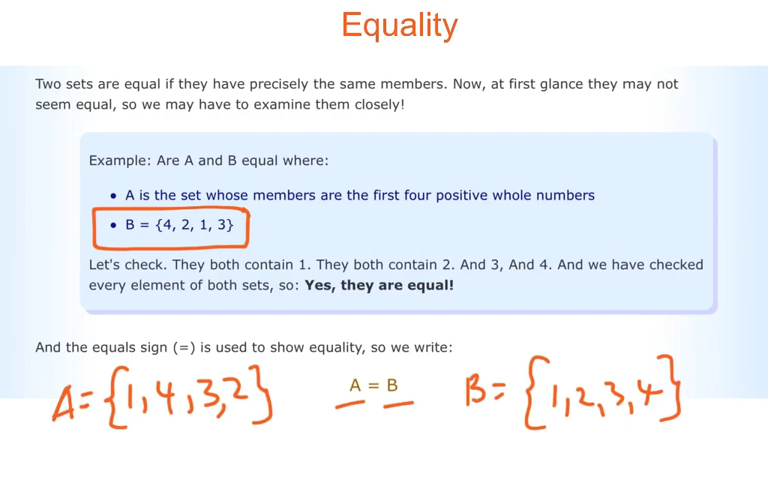 Equality
Two sets are equal if they have precisely the same members. Now, at first glance they may not
seem equal, so we may have to examine them closely!
Example: Are A and B equal where:
• A is the set whose members are the first four positive whole numbers
• B = {4, 2, 1, 3}
Let's check. They both contain 1. They both contain 2. And 3, And 4. And we have checked
every element of both sets, so: Yes, they are equal!
And the equals sign (=) is used to show equality, so we write:
A = {1, 4, 3, 2} A = B B = {1, 2, 3, 4}